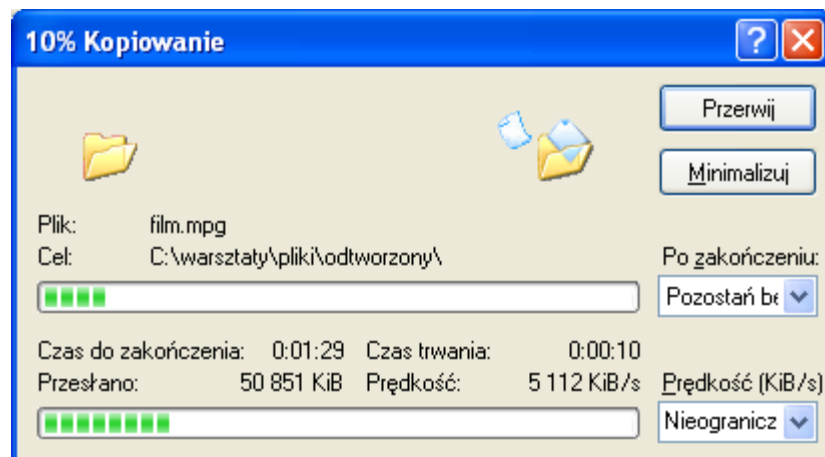 10% Kopiowanie
Przerwij
Minimalizuj
Plik: film.mpg
Cel: C:\warsztaty\pliki\odtworzony\
Po zakończeniu:
Pozostań be
Czas do zakończenia: 0:01:29 Czas trwania: 0:00:10
Przesłano: 50 851 KiB Prędkość: 5 112 KiB/s
Prędkość (KiB/s)
Nieogranicz